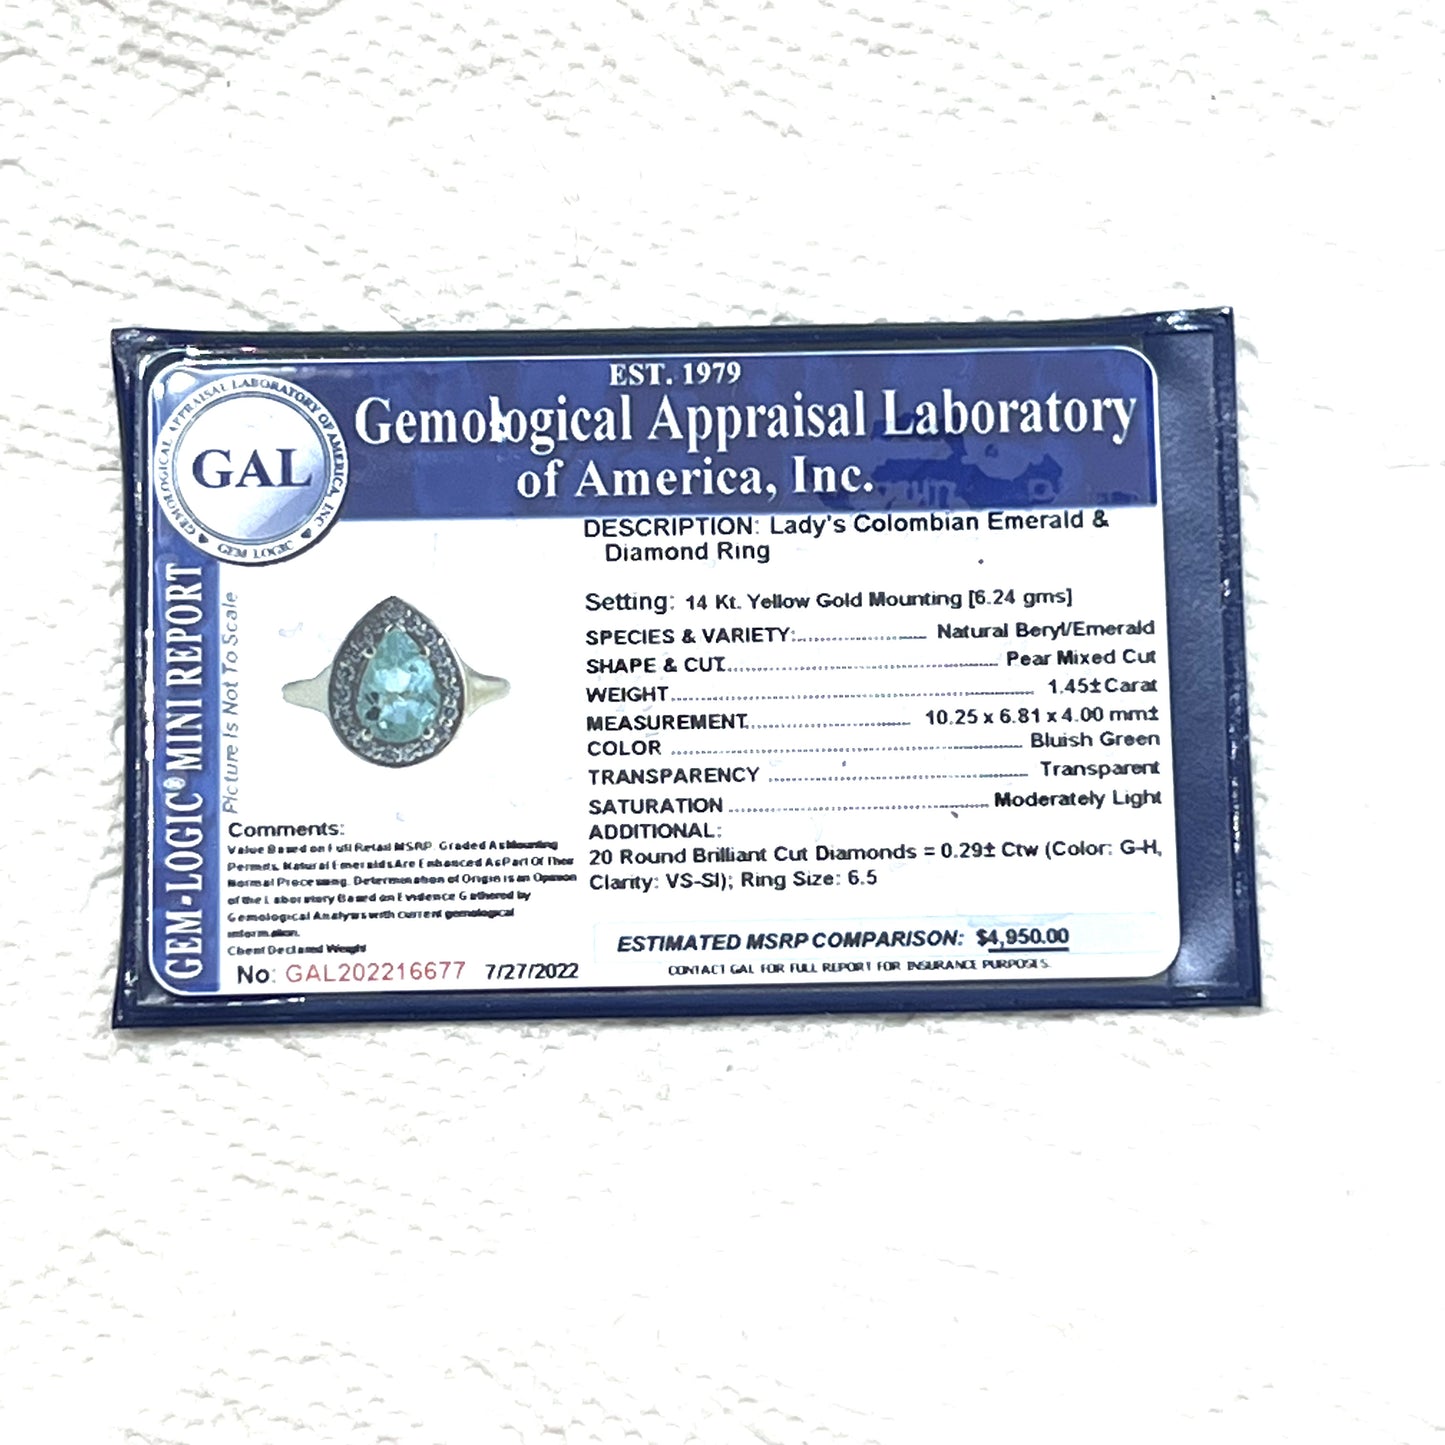 EST. 1979
Gemological Appraisal Laboratory
of America, Inc.
GEMOLOGICAL APPRAISAL LABORATORY OF AMERICA, INC
GAL
GEM LOGIC
GEM-LOGIC® MINI REPORT
Picture Is Not To Scale
DESCRIPTION: Lady's Colombian Emerald &
Diamond Ring
Setting: 14 Kt. Yellow Gold Mounting [6.24 gms]
SPECIES & VARIETY: Natural Beryl/Emerald
SHAPE & CUT Pear Mixed Cut
WEIGHT 1.45± Carat
MEASUREMENT 10.25 x 6.81 x 4.00 mm±
COLOR Bluish Green
TRANSPARENCY Transparent
SATURATION Moderately Light
ADDITIONAL:
20 Round Brilliant Cut Diamonds = 0.29± Ctw (Color: G-H,
Clarity: VS-SI); Ring Size: 6.5
Comments:
Value Based on Full Retail MSRP. Graded As Mounting
Permits. Natural Emeralds Are Enhanced As Part Of Their
Normal Processing. Determination of Origin is an Opinion
of the Laboratory Based on Evidence Gathered by
Gemological Analysis with current gemological
information.
Client Declared Weight
No: GAL202216677 7/27/2022
ESTIMATED MSRP COMPARISON: $4,950.00
CONTACT GAL FOR FULL REPORT FOR INSURANCE PURPOSES.